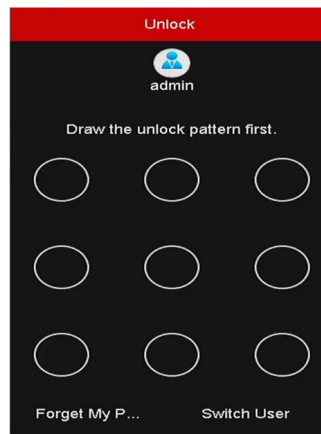 Unlock
admin
Draw the unlock pattern first.
Forget My P...
Switch User